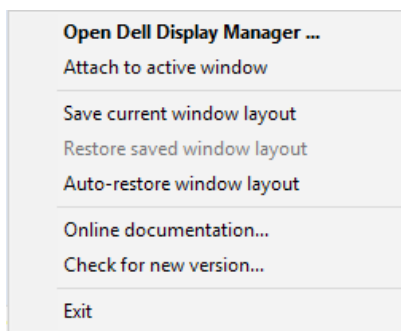 Open Dell Display Manager ...
Attach to active window
Save current window layout
Restore saved window layout
Auto-restore window layout
Online documentation...
Check for new version...
Exit